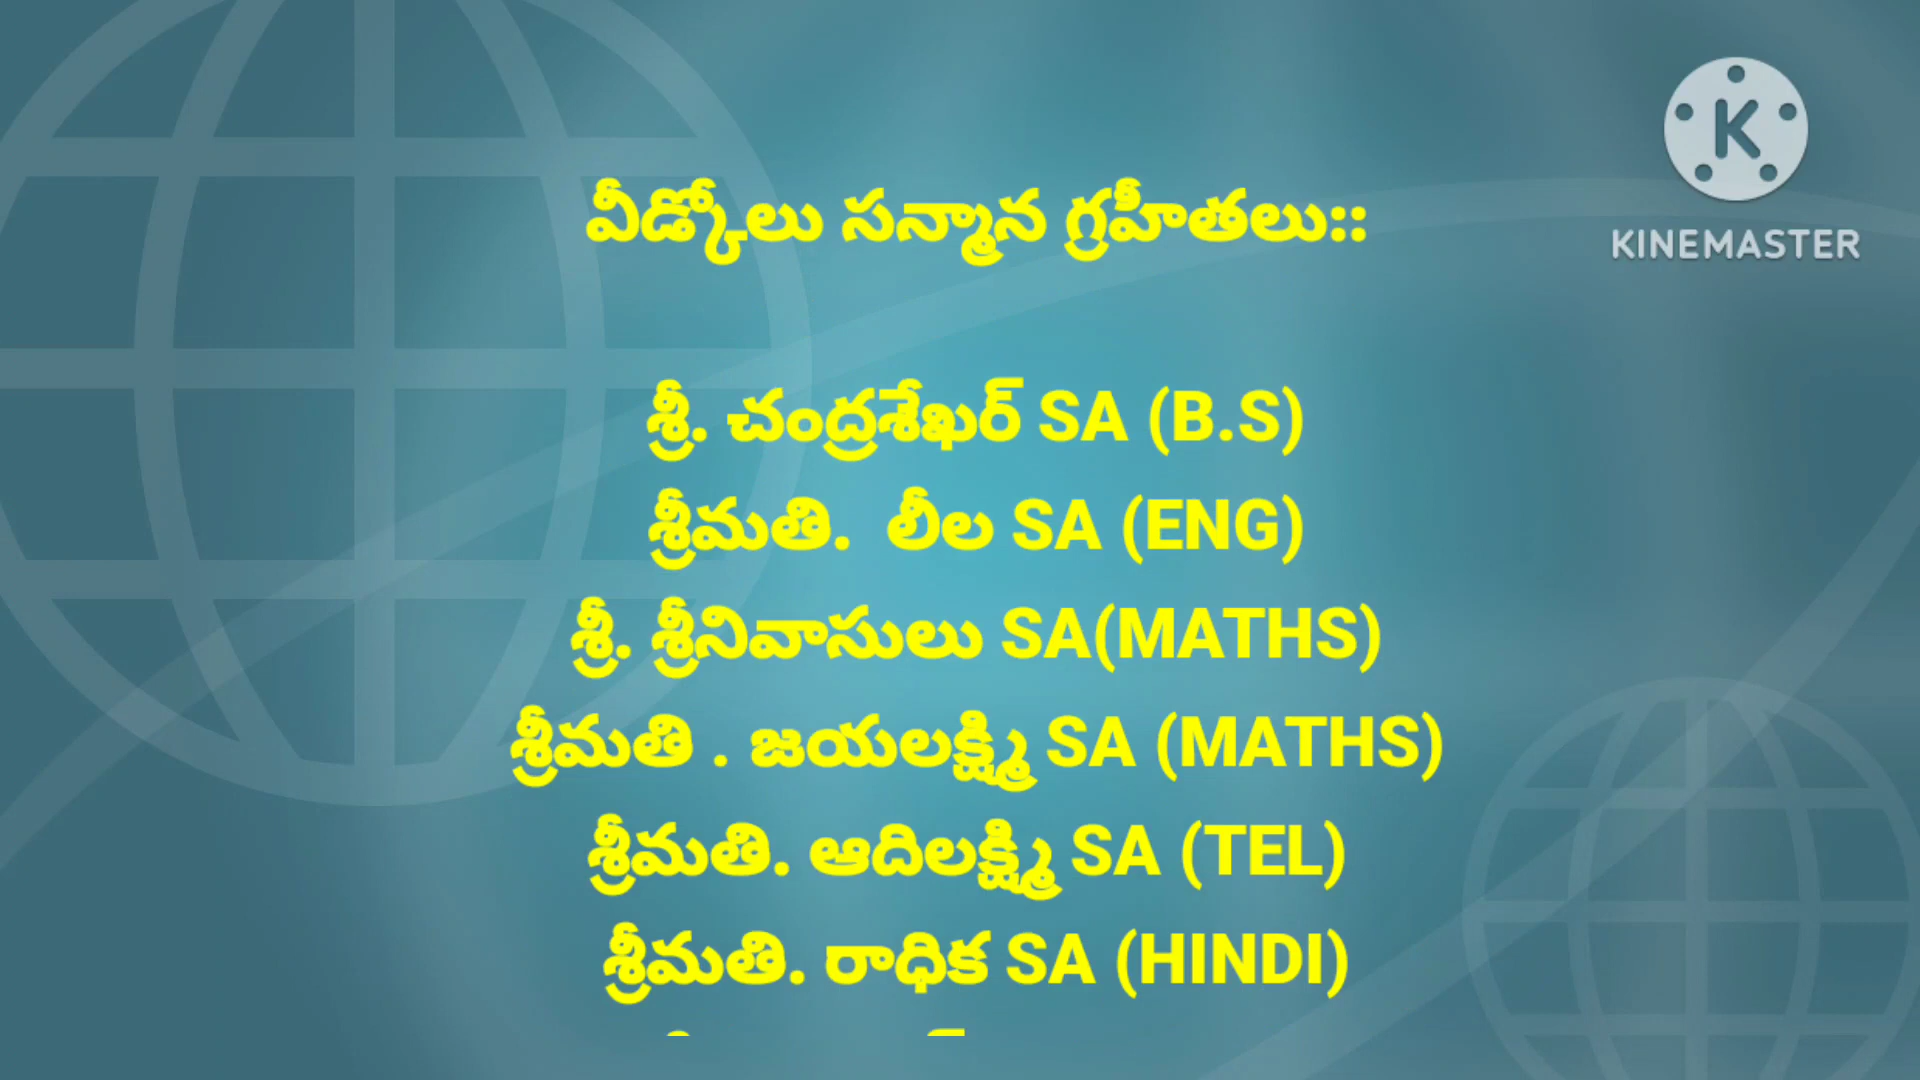 వీడ్కోలు సన్మాన గ్రహీతలు::
శ్రీ. చంద్రశేఖర్ SA (B.S)
శ్రీమతి.  లీల SA (ENG)
శ్రీ. శ్రీనివాసులు SA(MATHS)
శ్రీమతి . జయలక్ష్మి SA (MATHS)
శ్రీమతి. ఆదిలక్ష్మి SA (TEL)
శ్రీమతి. రాధిక SA (HINDI)
K
KINEMASTER